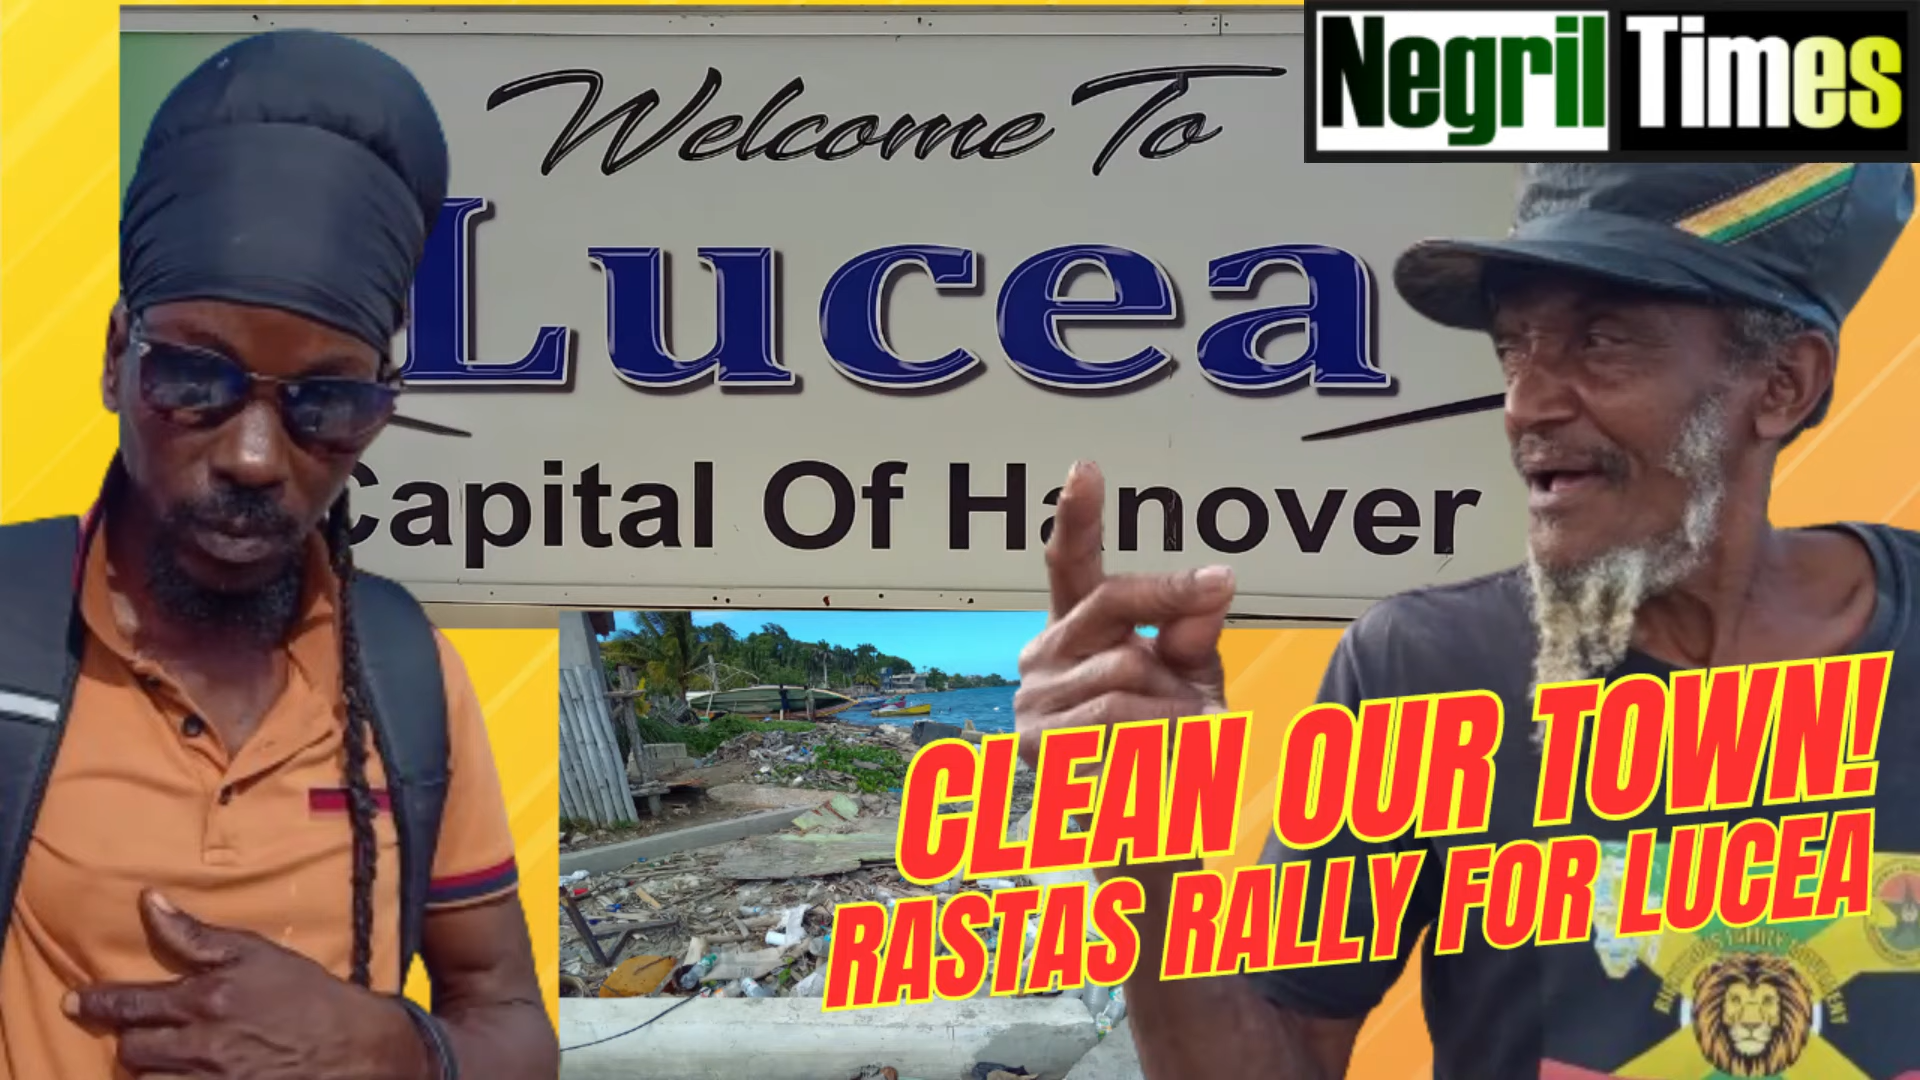 Negril Times
Welcome To
Lucea
Capital Of Hanover
CLEAN OUR TOWN!
RASTAS RALLY FOR LUCEA